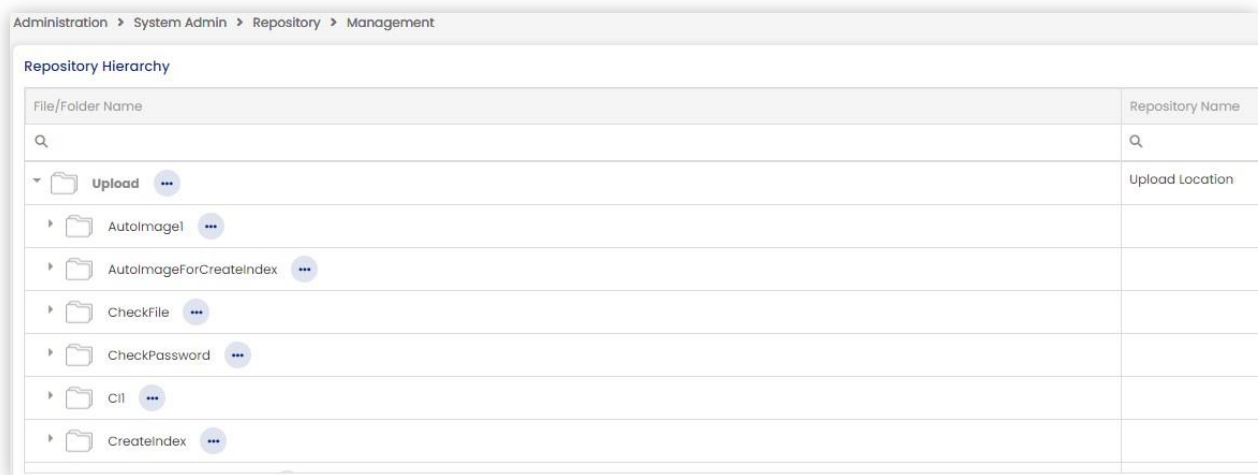 Administration > System Admin > Repository > Management
Repository Hierarchy
File/Folder Name Repository Name
Upload ••• Upload Location
AutoImage1 •••
AutoImageForCreateIndex •••
CheckFile •••
CheckPassword •••
CI1 •••
CreateIndex •••